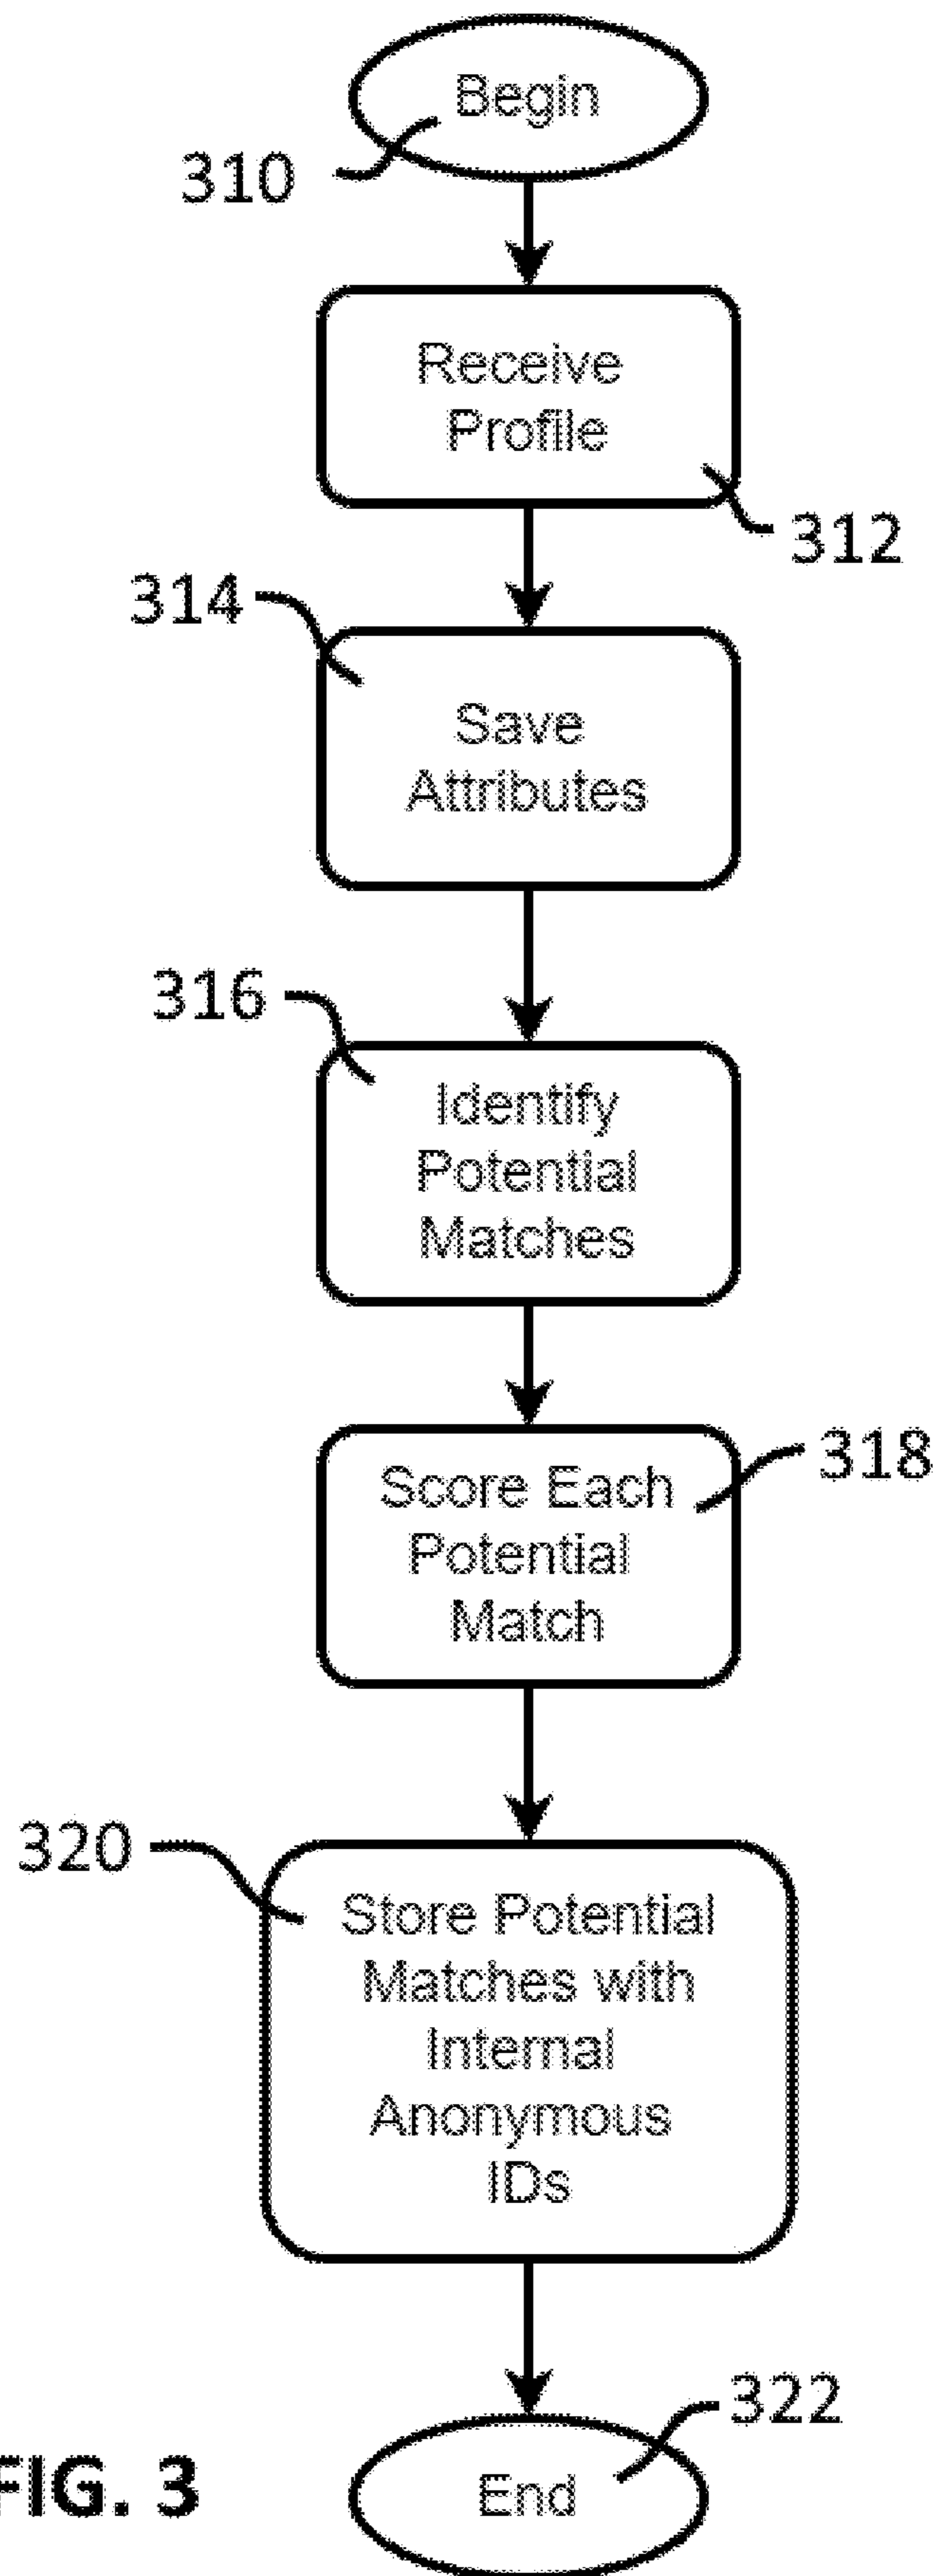 Begin
310
Receive
Profile
312
314
Save
Attributes
316
Identify
Potential
Matches
318
Score Each
Potential
Match
320
Store Potential
Matches with
Internal
Anonymous
IDs
322
End
FIG. 3